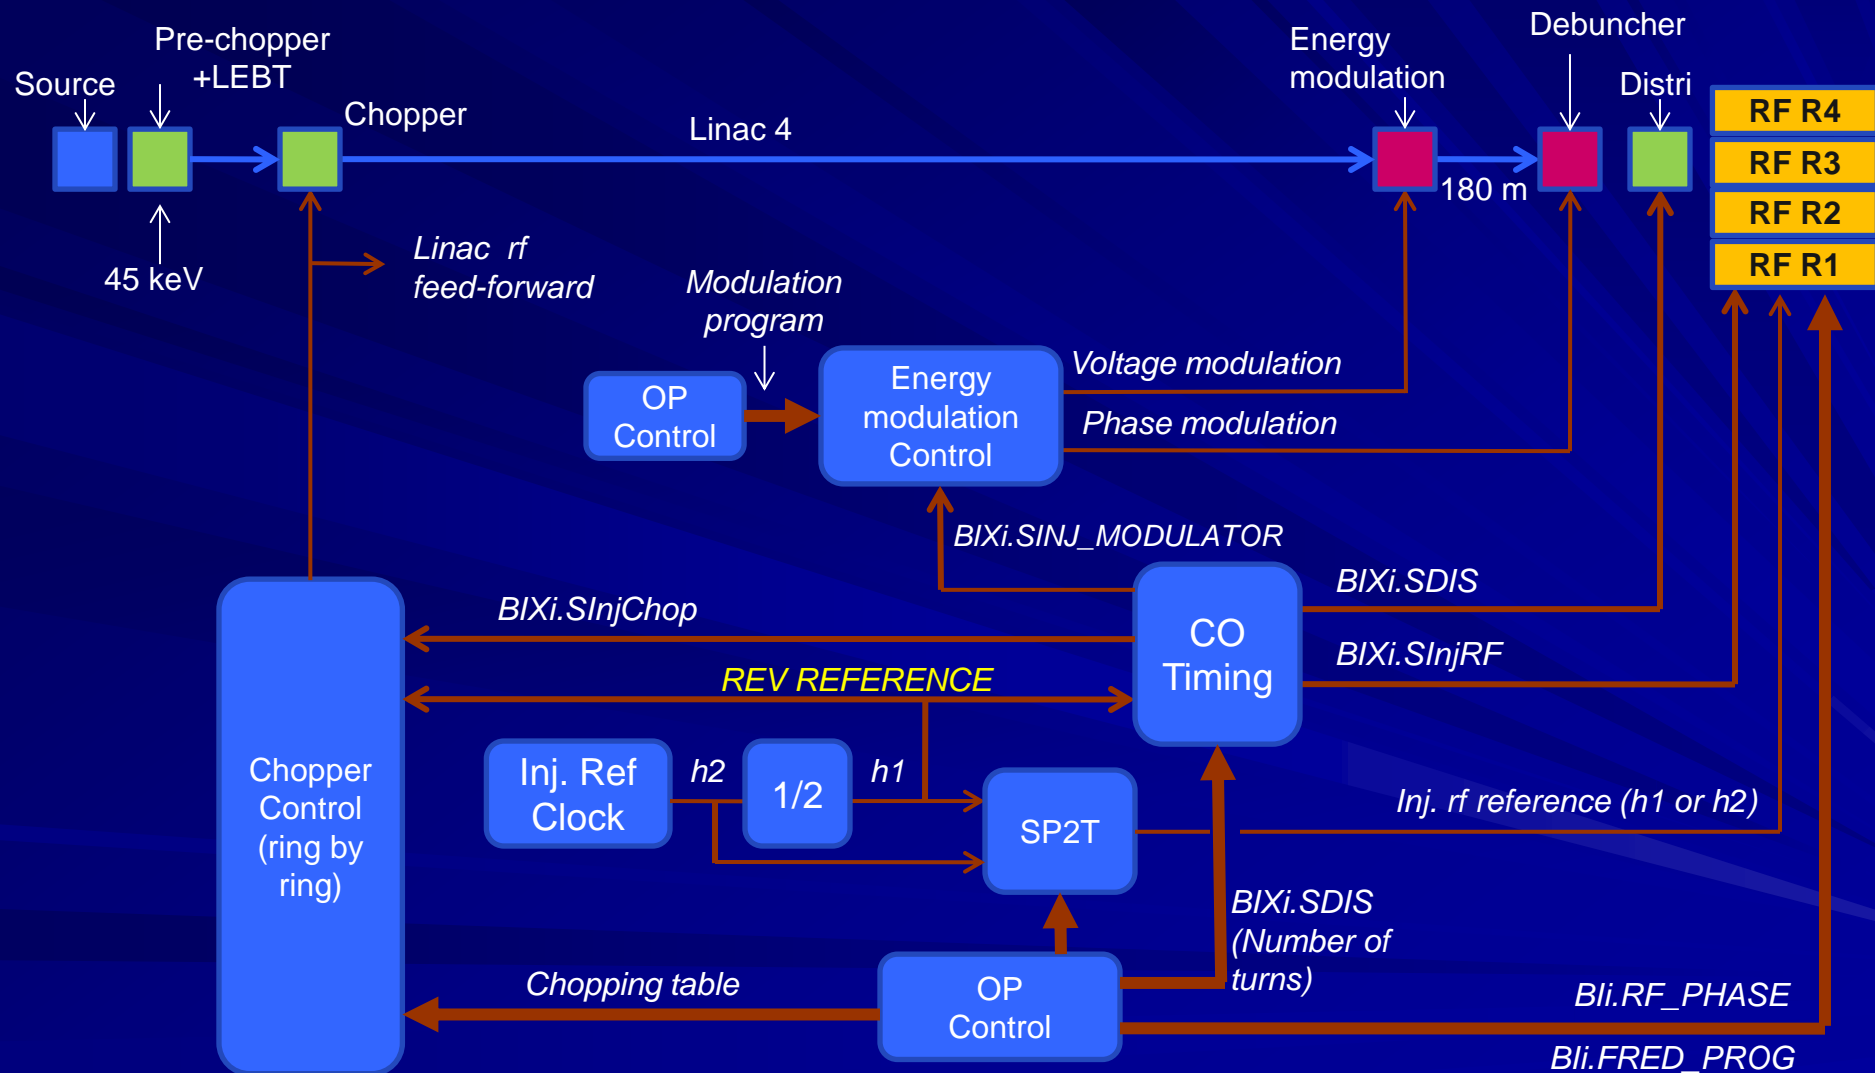 Pre-chopper
+LEBT
Source
Chopper
Linac 4
Energy
modulation
Debuncher
Distri
RF R4
RF R3
RF R2
RF R1
180 m
45 keV
Linac rf
feed-forward
Modulation
program
OP
Control
Energy
modulation
Control
Voltage modulation
Phase modulation
BIXi.SINJ_MODULATOR
BIXi.SInjChop
REV REFERENCE
CO
Timing
BIXi.SDIS
BIXi.SInjRF
Chopper
Control
(ring by
ring)
Inj. Ref
Clock
h2
1/2
h1
SP2T
Inj. rf reference (h1 or h2)
BIXi.SDIS
(Number of
turns)
Chopping table
OP
Control
BIi.RF_PHASE
BIi.FRED_PROG